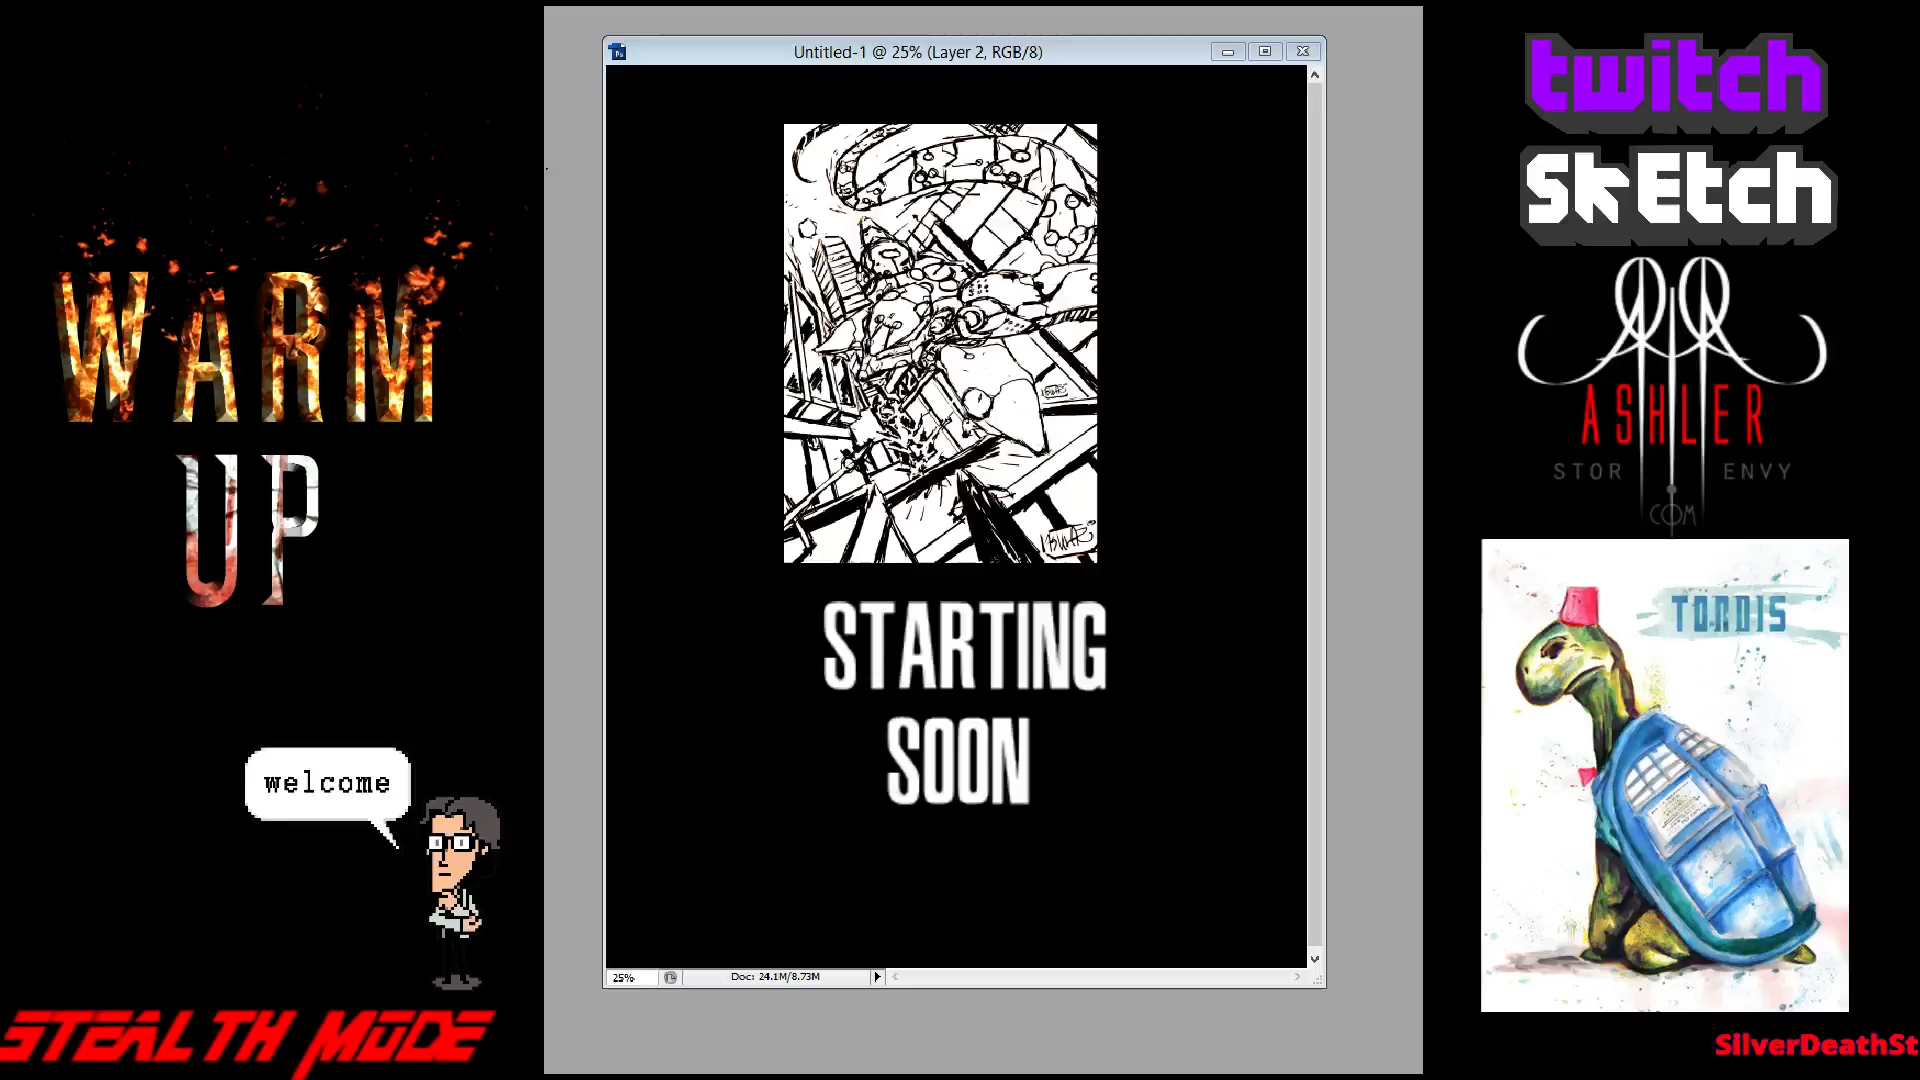 WARM
UP
welcome
STEALTH MODE
Untitled-1 @ 25% (Layer 2, RGB/8)
STARTING
SOON
25%
Doc: 24.1M/8.73M
twitch
SkEtch
ASHLER
STOR ENVY
COM
TORDIS
SilverDeathSt